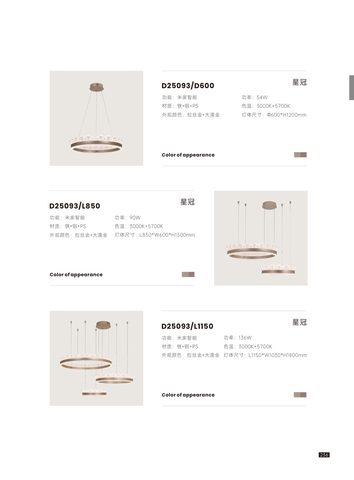 星冠
D25093/D600
功能：米家智能 功率：54W
材质：铁+铝+PS 色温：3000K+5700K
外观颜色：拉丝金+大漠金 灯体尺寸：Φ600*H1200mm
Color of appearance
星冠
D25093/L850
功能：米家智能 功率：90W
材质：铁+铝+PS 色温：3000K+5700K
外观颜色：拉丝金+大漠金 灯体尺寸：L850*W600*H1500mm
Color of appearance
星冠
D25093/L1150
功能：米家智能 功率：136W
材质：铁+铝+PS 色温：3000K+5700K
外观颜色：拉丝金+大漠金 灯体尺寸：L1150*W1050*H1800mm
Color of appearance
236